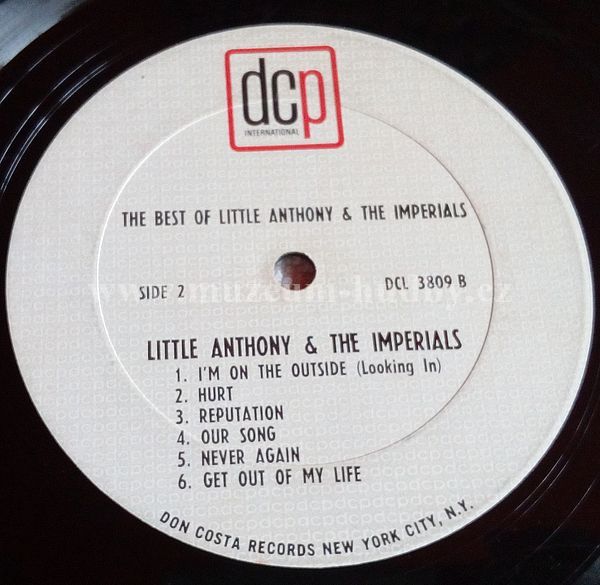 dcp
INTERNATIONAL
THE BEST OF LITTLE ANTHONY & THE IMPERIALS
SIDE 2
DCL 3809 B
www.muzeum-hudby.cz
LITTLE ANTHONY & THE IMPERIALS
1. I'M ON THE OUTSIDE (Looking In)
2. HURT
3. REPUTATION
4. OUR SONG
5. NEVER AGAIN
6. GET OUT OF MY LIFE
DON COSTA RECORDS NEW YORK CITY, N.Y.